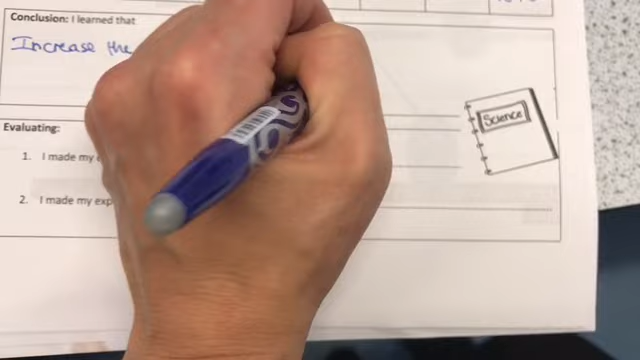 Conclusion: I learned that
Increase the
Evaluating:
1. I made my
2. I made my exp
Science